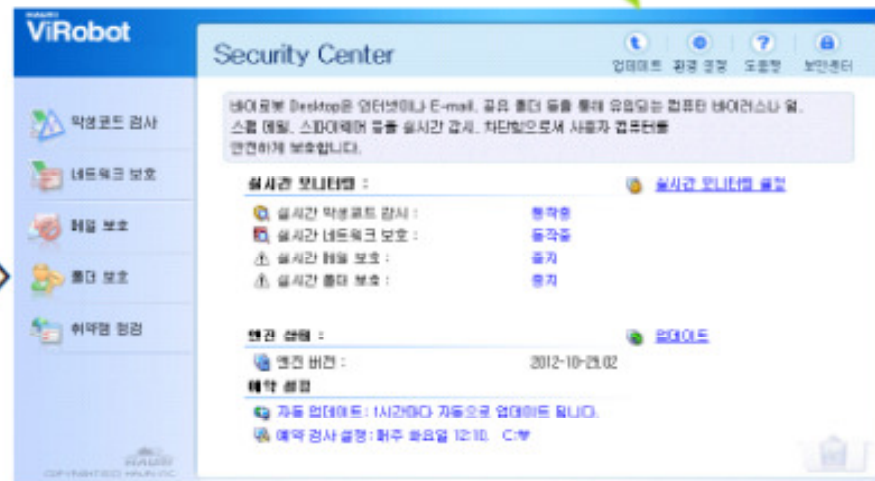 HAURI
ViRobot
Security Center
업데이트 환경 설정 도움말 보안센터
바이로봇 Desktop은 인터넷이나 E-mail, 공유 폴더 등을 통해 유입되는 컴퓨터 바이러스나 웜,
스팸 메일, 스파이웨어 등을 실시간 감시, 차단함으로써 사용자 컴퓨터를
안전하게 보호합니다.
악성코드 검사
네트워크 보호
메일 보호
폴더 보호
취약점 점검
실시간 모니터링 :
실시간 모니터링 설정
실시간 악성코드 감시 : 동작중
실시간 네트워크 보호 : 동작중
실시간 메일 보호 : 중지
실시간 폴더 보호 : 중지
엔진 상태 :
업데이트
엔진 버전 : 2012-10-29.02
예약 설정
자동 업데이트: 1시간마다 자동으로 업데이트 됩니다.
예약 검사 설정: 매주 화요일 12:10, C:₩
HAURI